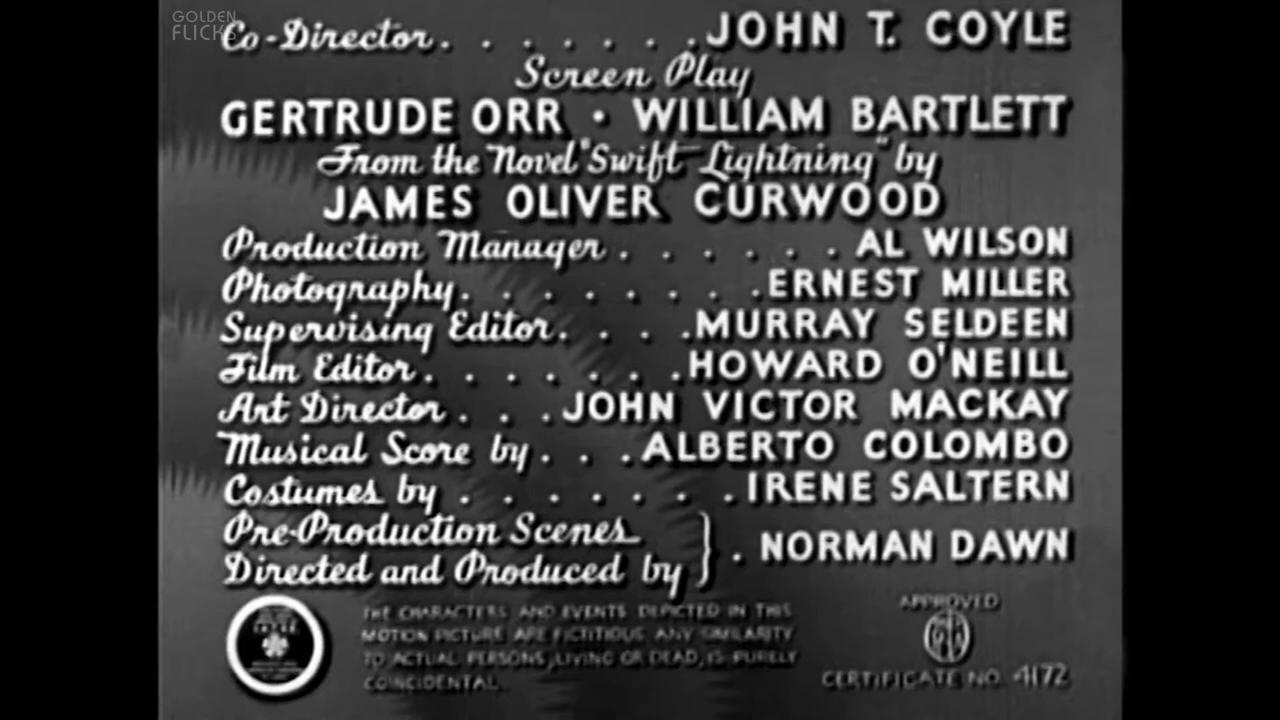 GOLDEN
FLICKS
Co-Director. . . . . . . .JOHN T. COYLE
Screen Play
GERTRUDE ORR • WILLIAM BARTLETT
From the Novel "Swift Lightning" by
JAMES OLIVER CURWOOD
Production Manager . . . . . . AL WILSON
Photography. . . . . . . . .ERNEST MILLER
Supervising Editor. . . .MURRAY SELDEEN
Film Editor . . . . . . . .HOWARD O'NEILL
Art Director . . .JOHN VICTOR MACKAY
Musical Score by . . .ALBERTO COLOMBO
Costumes by . . . . . . . .IRENE SALTERN
Pre-Production Scenes
Directed and Produced by } . NORMAN DAWN
THE CHARACTERS AND EVENTS DEPICTED IN THIS
MOTION PICTURE ARE FICTITIOUS. ANY SIMILARITY
TO ACTUAL PERSONS, LIVING OR DEAD, IS PURELY
COINCIDENTAL.
APPROVED
CERTIFICATE NO. 4172